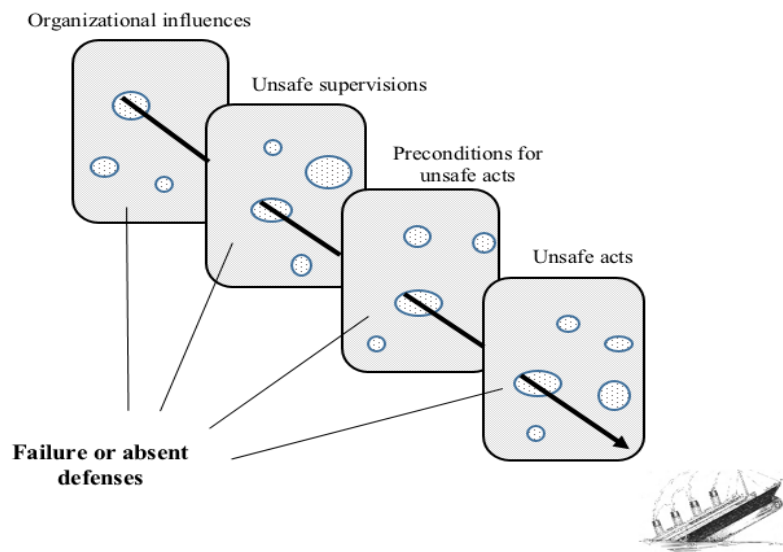 Organizational influences
Unsafe supervisions
Preconditions for
unsafe acts
Unsafe acts
Failure or absent
defenses